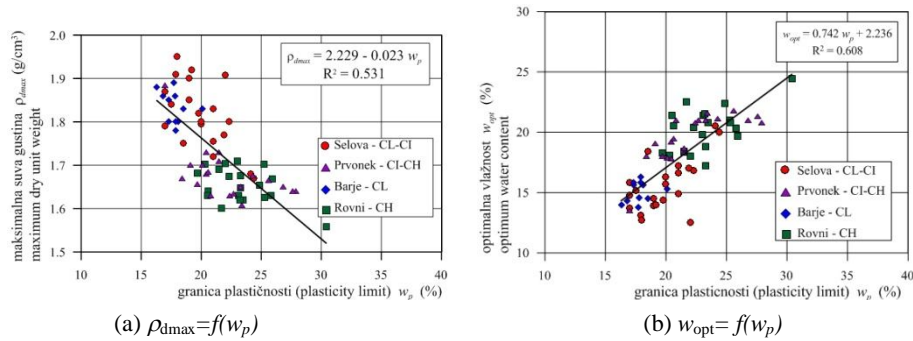 maksimalna suva gustina ρdmax (g/cm³)
maximum dry unit weight
2.0
1.9
1.8
1.7
1.6
1.5
ρdmax = 2.229 - 0.023 wp
R² = 0.531
Selova - CL-CI
Prvonek - CI-CH
Barje - CL
Rovni - CH
10 15 20 25 30 35 40
granica plastičnosti (plasticity limit) wp (%)
(a) ρdmax=f(wp)
optimalna vlažnost wopt (%)
optimum water content
30
25
20
15
10
wopt = 0.742 wp + 2.236
R² = 0.608
Selova - CL-CI
Prvonek - CI-CH
Barje - CL
Rovni - CH
10 15 20 25 30 35 40
granica plasticnosti (plasticity limit) wp (%)
(b) wopt= f(wp)